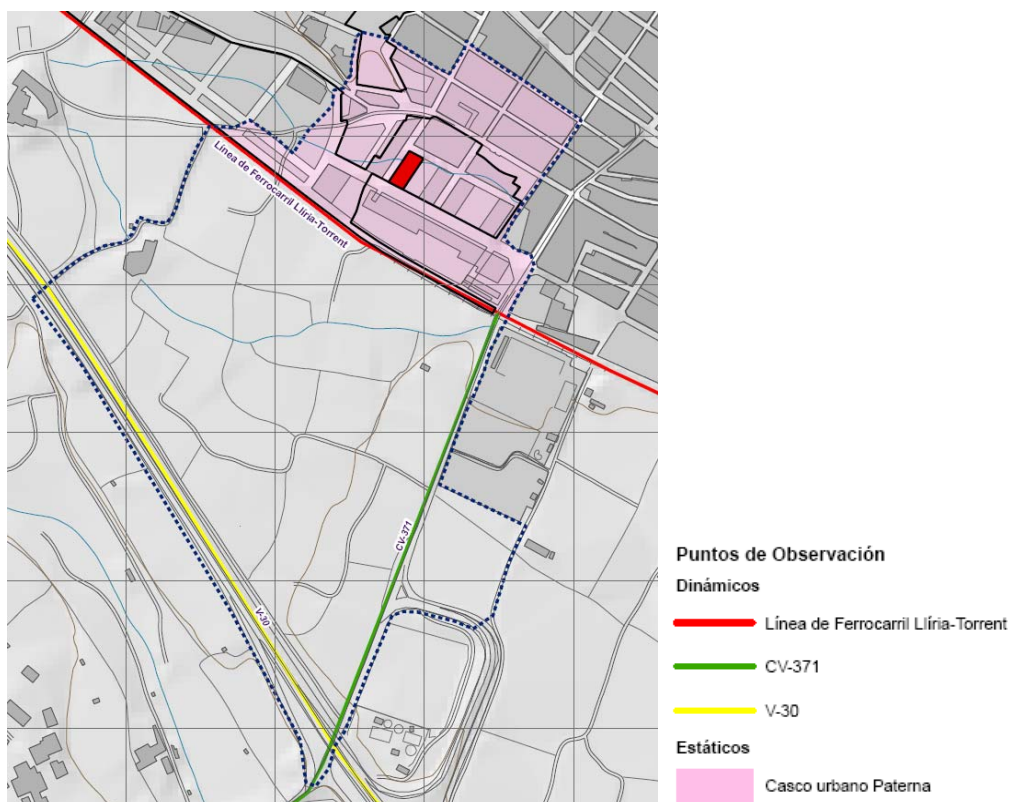 Línea de Ferrocarril Llíria-Torrent
CV-371
V-30
Puntos de Observación
Dinámicos
Línea de Ferrocarril Llíria-Torrent
CV-371
V-30
Estáticos
Casco urbano Paterna